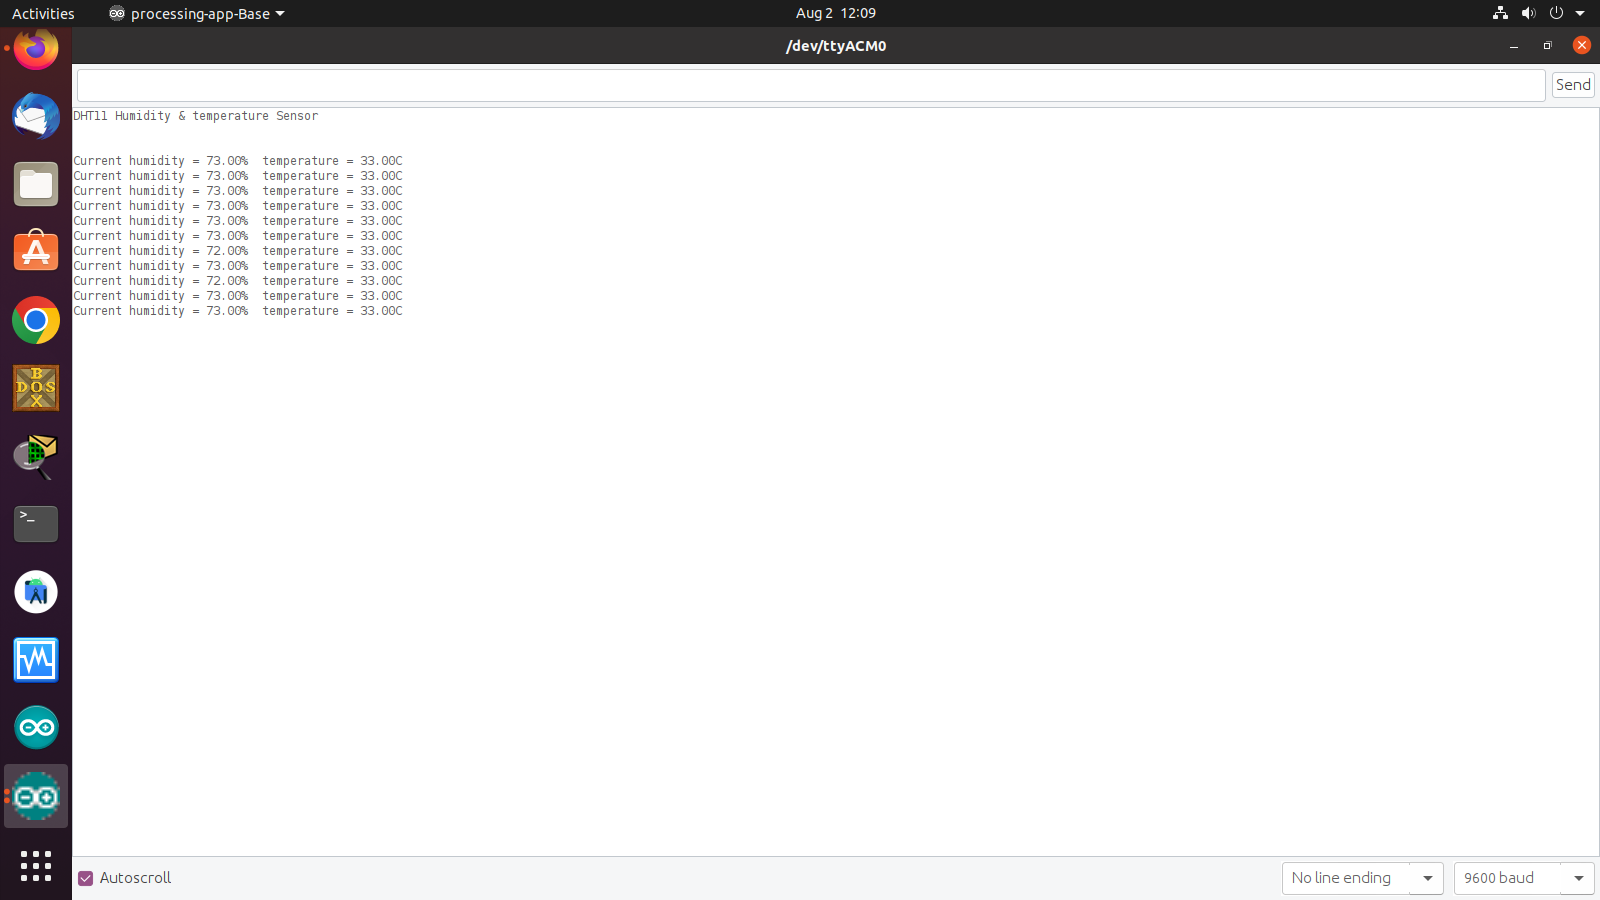 Activities processing-app-Base Aug 2 12:09
/dev/ttyACM0
Send
DHT11 Humidity & temperature Sensor
Current humidity = 73.00% temperature = 33.00C
Current humidity = 73.00% temperature = 33.00C
Current humidity = 73.00% temperature = 33.00C
Current humidity = 73.00% temperature = 33.00C
Current humidity = 73.00% temperature = 33.00C
Current humidity = 73.00% temperature = 33.00C
Current humidity = 72.00% temperature = 33.00C
Current humidity = 73.00% temperature = 33.00C
Current humidity = 72.00% temperature = 33.00C
Current humidity = 73.00% temperature = 33.00C
Current humidity = 73.00% temperature = 33.00C
B
DOS
X
>_
Autoscroll No line ending 9600 baud